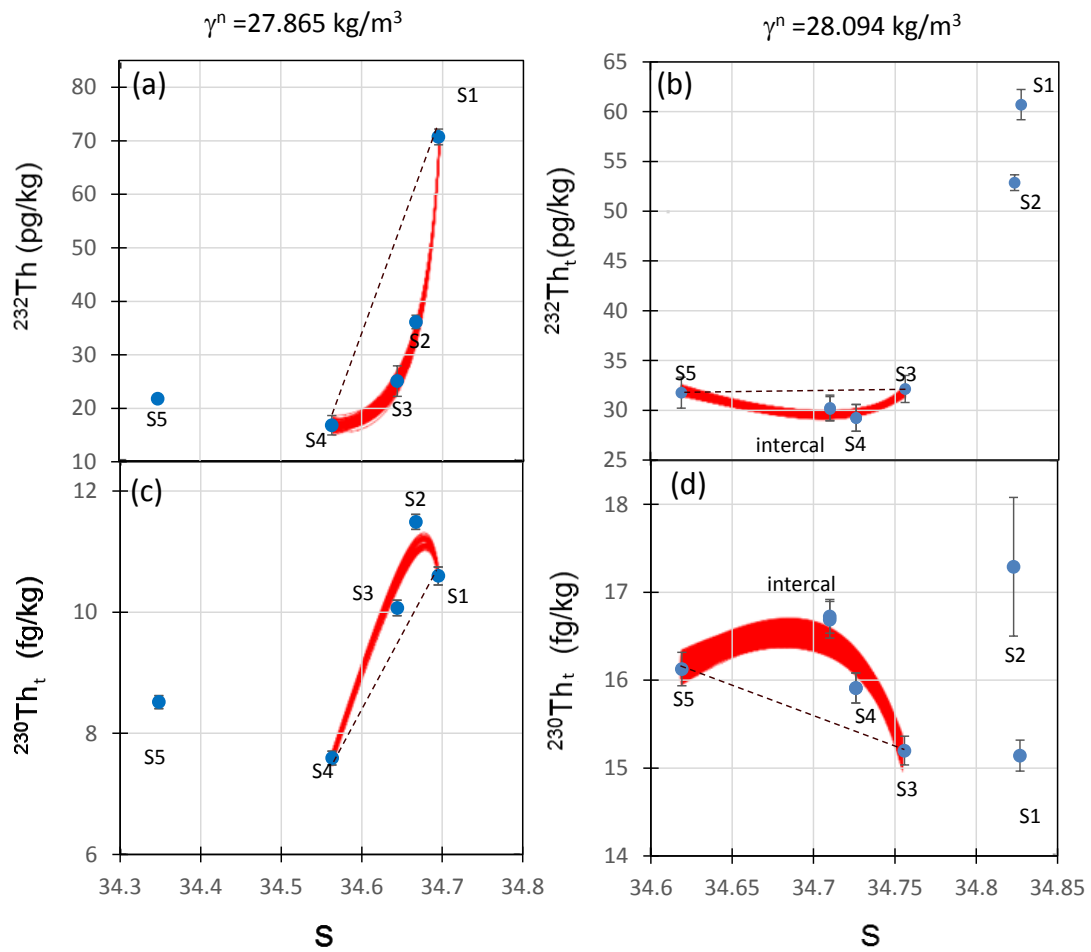 γⁿ =27.865 kg/m³
γⁿ =28.094 kg/m³
(a)
80
70
60
50
40
30
20
10
²³²Th (pg/kg)
S1
S2
S3
S4
S5
(b)
65
60
55
50
45
40
35
30
25
²³²Thₜ(pg/kg)
S1
S2
S5
S3
intercal
S4
(c)
12
10
8
6
²³⁰Thₜ (fg/kg)
S2
S3
S1
S5
S4
34.3
34.4
34.5
34.6
34.7
34.8
S
(d)
18
17
16
15
14
²³⁰Thₜ (fg/kg)
intercal
S2
S5
S4
S3
S1
34.6
34.65
34.7
34.75
34.8
34.85
S